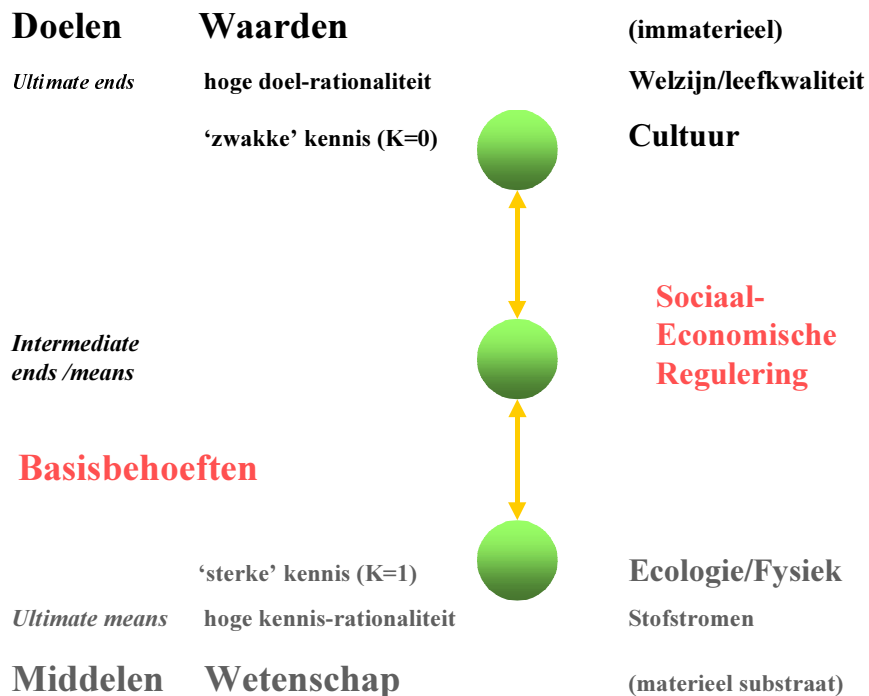 Doelen Waarden (immaterieel)
Ultimate ends hoge doel-rationaliteit Welzijn/leefkwaliteit
‘zwakke’ kennis (K=0) Cultuur
Sociaal-
Economische
Regulering
Intermediate
ends /means
Basisbehoeften
‘sterke’ kennis (K=1) Ecologie/Fysiek
Ultimate means hoge kennis-rationaliteit Stofstromen
Middelen Wetenschap (materieel substraat)